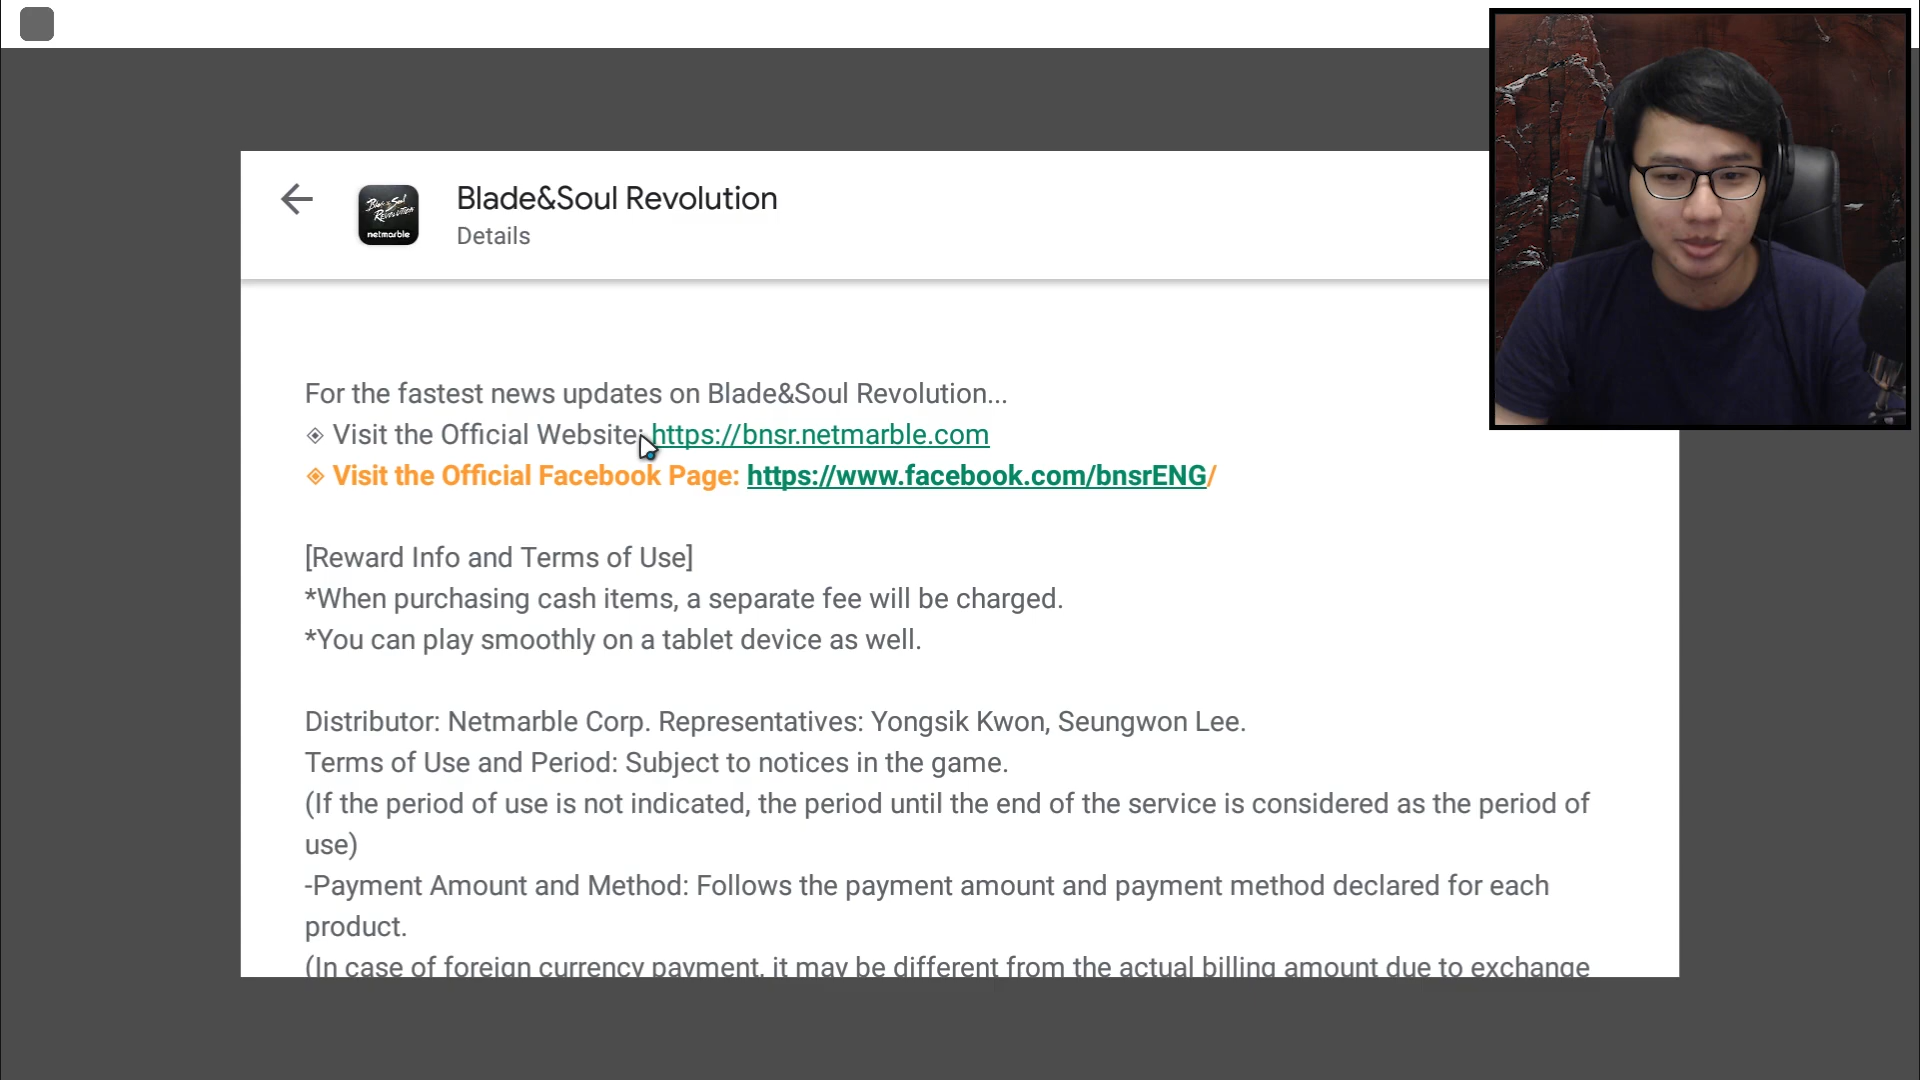 Blade&Soul Revolution
Blade&Soul
Revolution
netmarble
Details
For the fastest news updates on Blade&Soul Revolution...
◈ Visit the Official Website: https://bnsr.netmarble.com
◈ Visit the Official Facebook Page: https://www.facebook.com/bnsrENG/
[Reward Info and Terms of Use]
*When purchasing cash items, a separate fee will be charged.
*You can play smoothly on a tablet device as well.
Distributor: Netmarble Corp. Representatives: Yongsik Kwon, Seungwon Lee.
Terms of Use and Period: Subject to notices in the game.
(If the period of use is not indicated, the period until the end of the service is considered as the period of
use)
-Payment Amount and Method: Follows the payment amount and payment method declared for each
product.
(In case of foreign currency payment, it may be different from the actual billing amount due to exchange